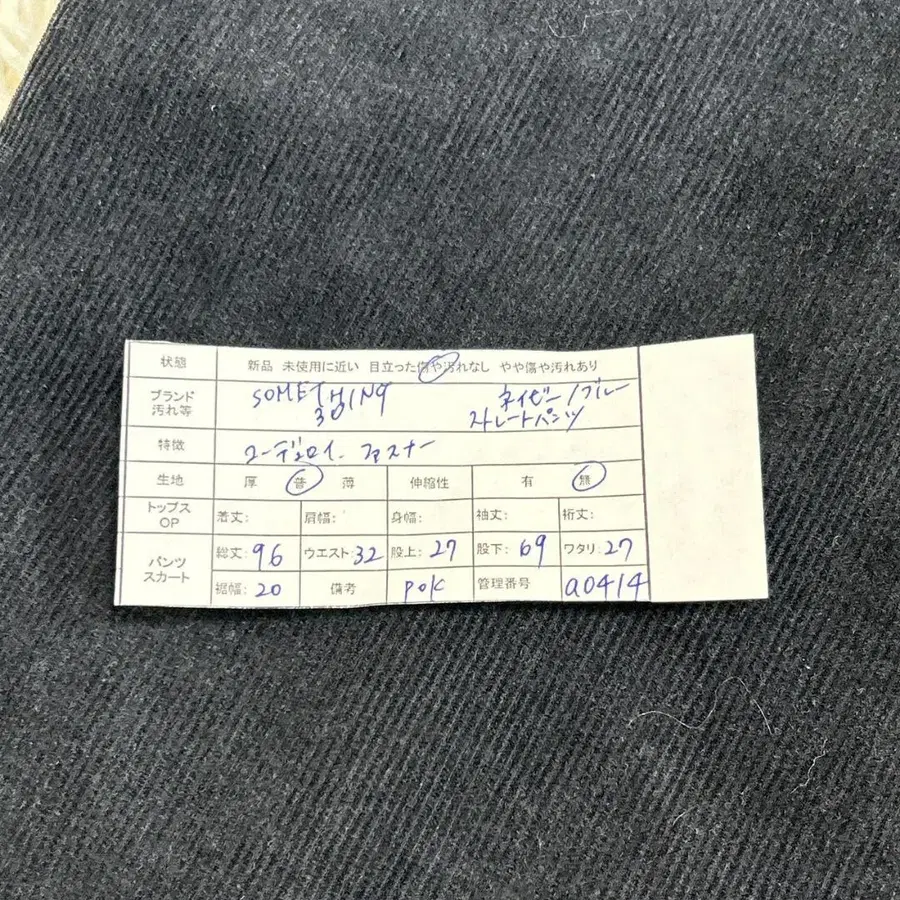 状態 新品 未使用に近い 目立った傷や汚れなし やや傷や汚れあり
ブランド 汚れ等 SOMETHING 30 ネイビー/ブルー ストレートパンツ
特徴 コーデュロイ ファスナー
生地 厚 普 薄 伸縮性 有 無
トップス OP 着丈: 肩幅: 身幅: 袖丈: 裄丈:
パンツ スカート 総丈: 96 ウエスト: 32 股上: 27 股下: 69 ワタリ: 27
裾幅: 20 備考 pok 管理番号 a0414